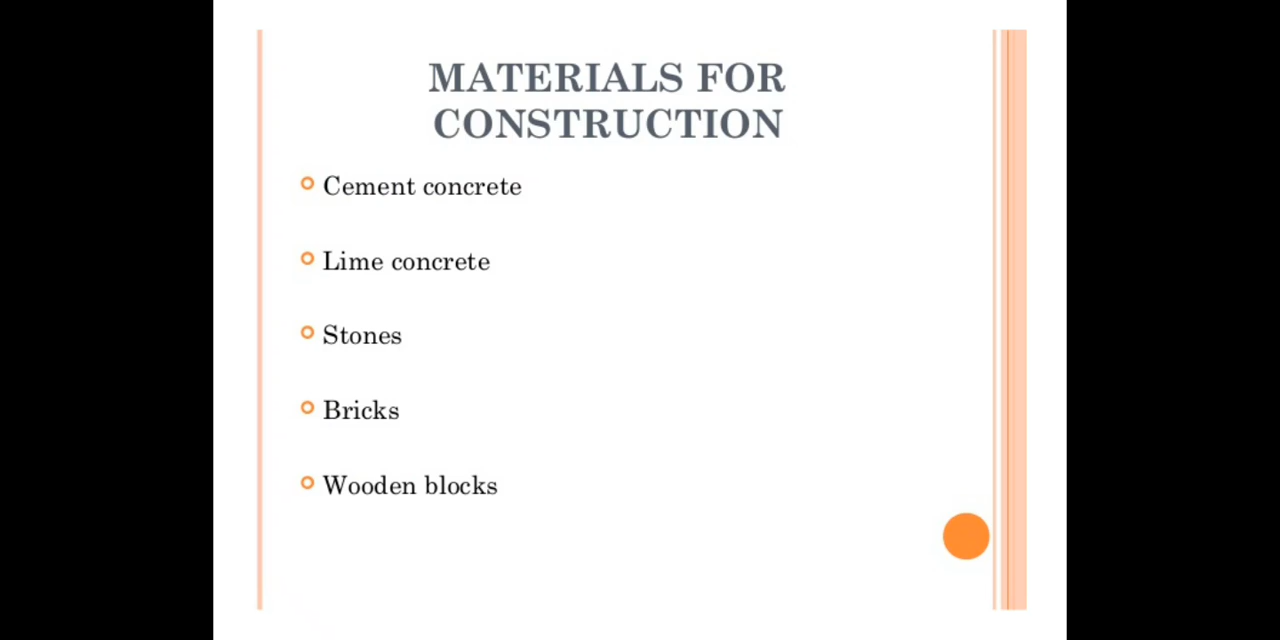 MATERIALS FOR
CONSTRUCTION
Cement concrete
Lime concrete
Stones
Bricks
Wooden blocks